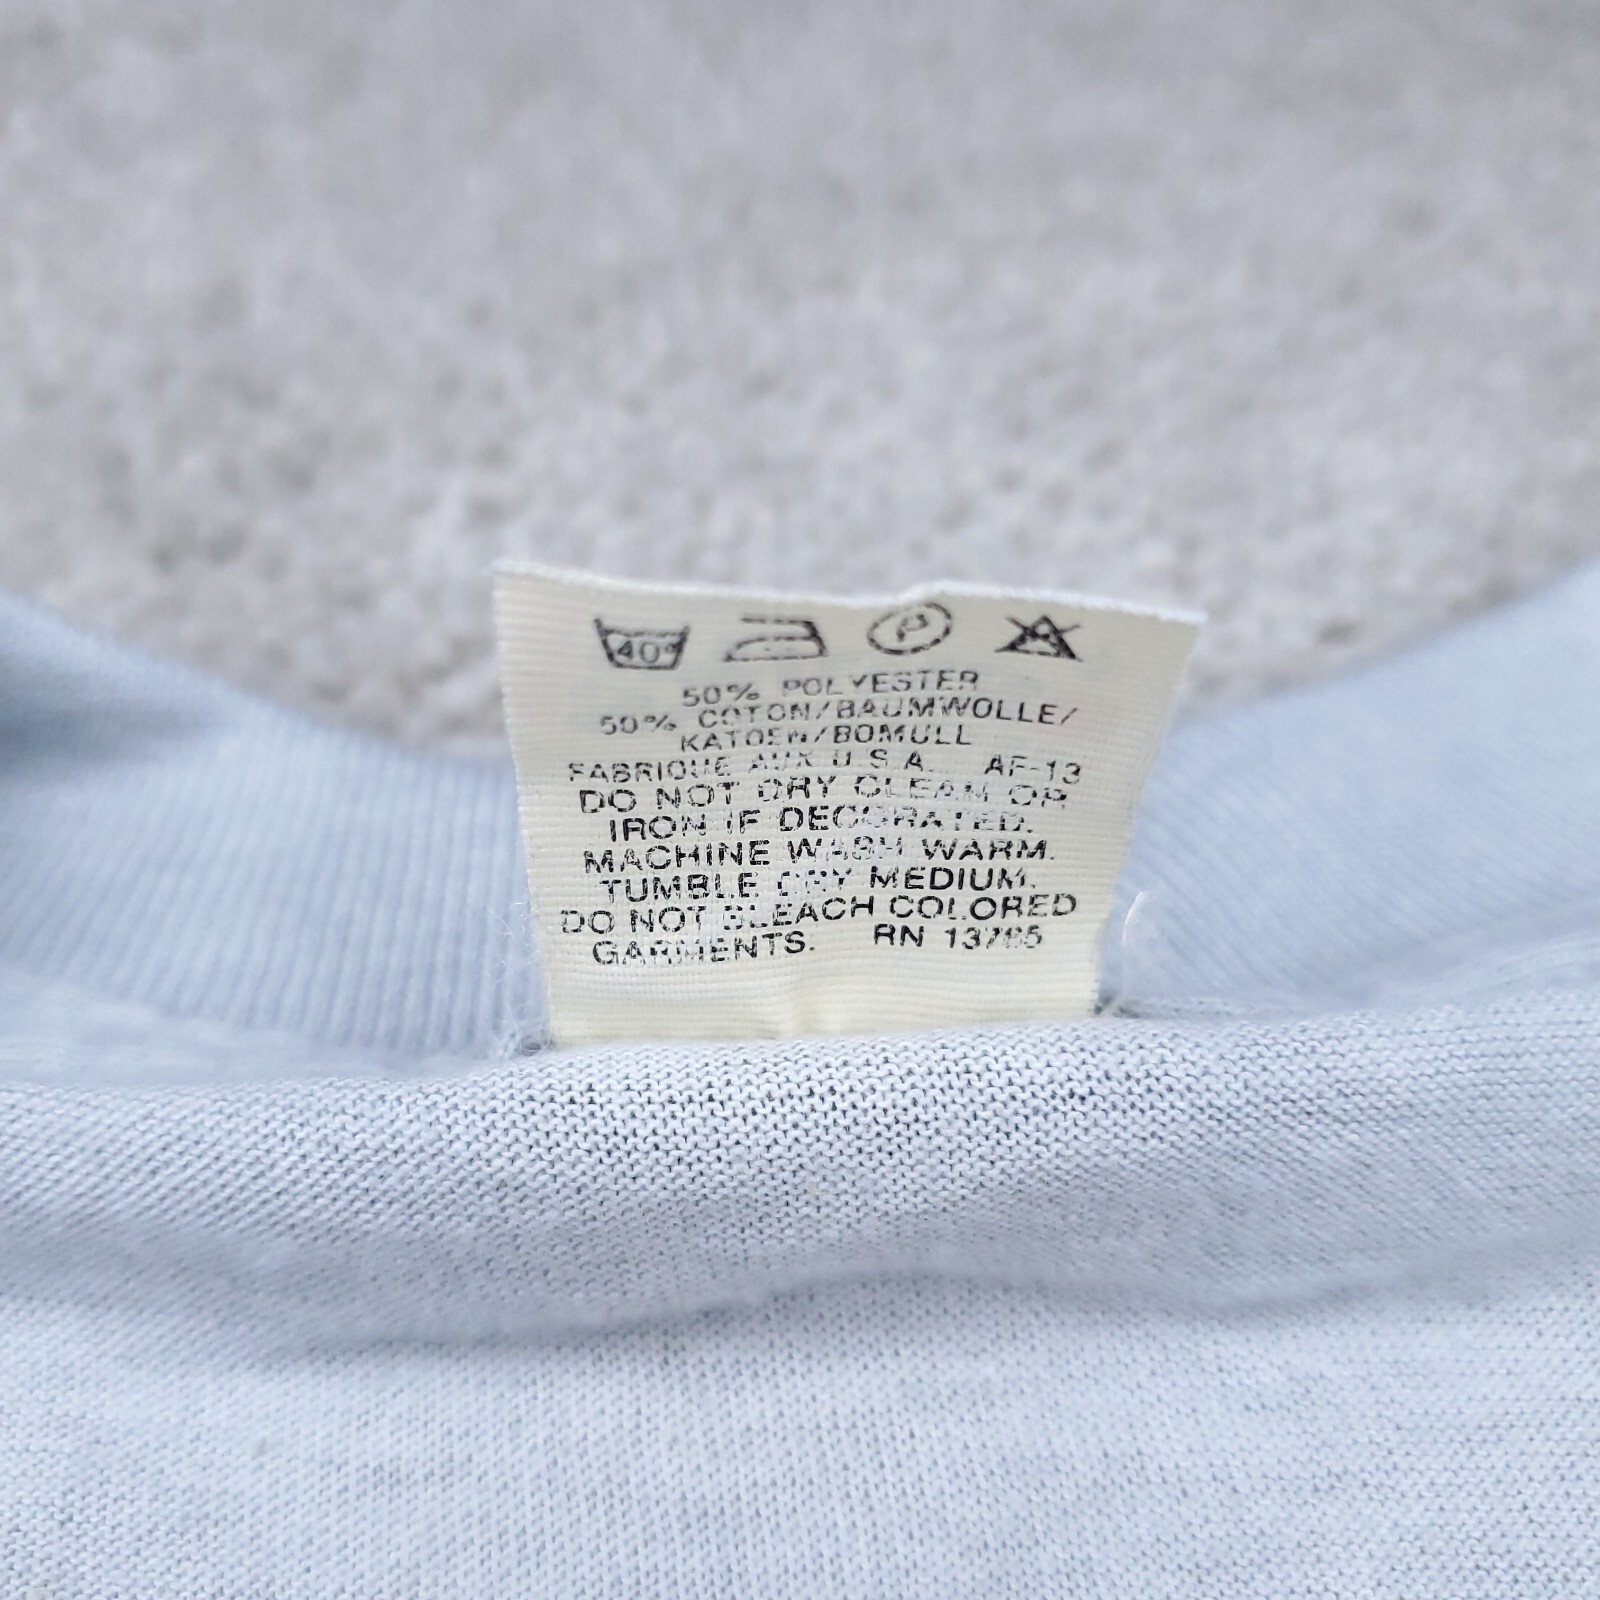 40° P
50% POLYESTER
50% COTON/BAUMWOLLE/
KATOEN/BOMULL
FABRIQUE AUX U.S.A. AF-13
DO NOT DRY CLEAN OR
IRON IF DECORATED.
MACHINE WASH WARM.
TUMBLE DRY MEDIUM.
DO NOT BLEACH COLORED
GARMENTS. RN 13765